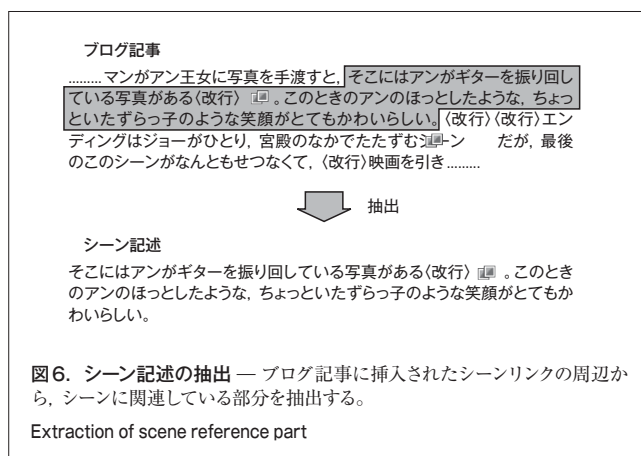 ブログ記事
………マンがアン王女に写真を手渡すと，そこにはアンがギターを振り回し
ている写真がある〈改行〉 。このときのアンのほっとしたような，ちょっ
といたずらっ子のような笑顔がとてもかわいらしい。〈改行〉〈改行〉エン
ディングはジョーがひとり，宮殿のなかでたたずむシーン だが，最後
のこのシーンがなんともせつなくて，〈改行〉映画を引き………
抽出
シーン記述
そこにはアンがギターを振り回している写真がある〈改行〉 。このとき
のアンのほっとしたような，ちょっといたずらっ子のような笑顔がとてもか
わいらしい。
図6．シーン記述の抽出 ― ブログ記事に挿入されたシーンリンクの周辺か
ら，シーンに関連している部分を抽出する。
Extraction of scene reference part